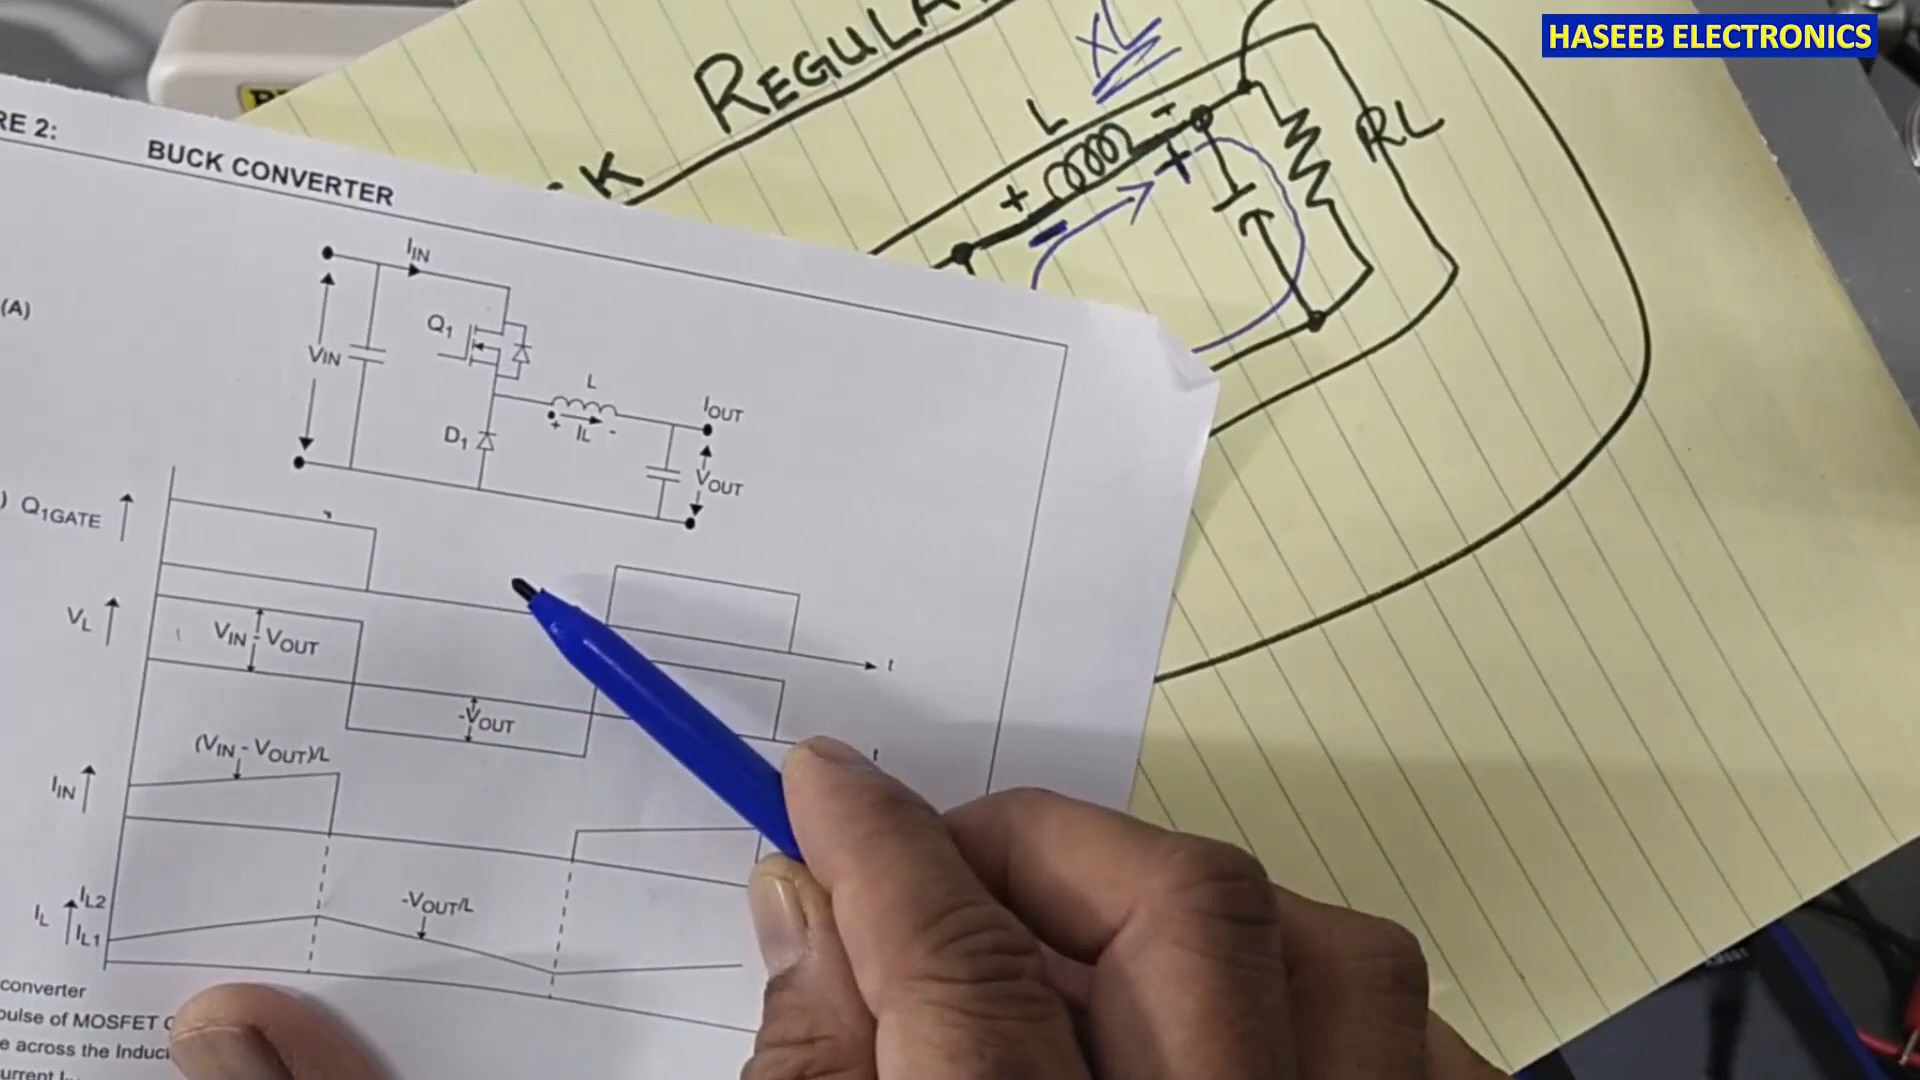 HASEEB ELECTRONICS
REGULA
XL
L
RL
K
+
-
+
-
RE 2:
BUCK CONVERTER
(A)
IIN
Q1
VIN
L
+ IL -
IOUT
D1
VOUT
) Q1GATE
t
VL
VIN - VOUT
-VOUT
t
(VIN - VOUT)/L
IIN
IL2
IL
IL1
-VOUT/L
converter
pulse of MOSFET
e across the Induc
urrent I